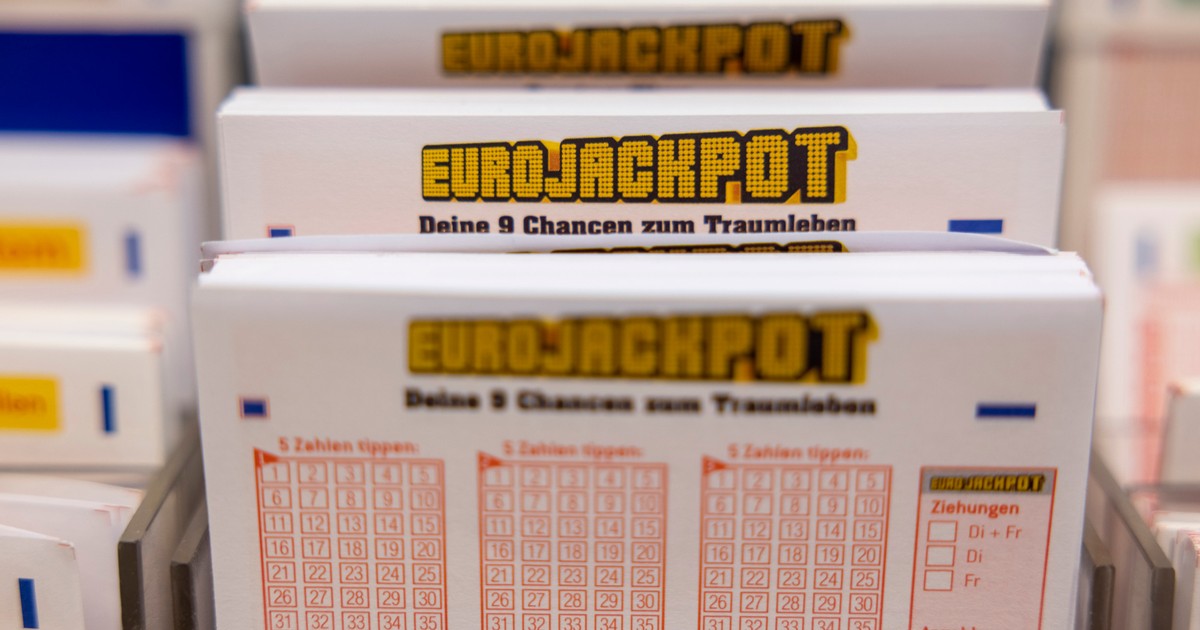 EUROJACKPOT
EUROJACKPOT
Deine 9 Chancen zum Traumleben
EUROJACKPOT
Deine 9 Chancen zum Traumleben
5 Zahlen tippen: 5 Zahlen tippen: 5 Zahlen tippen:
1 2 3 4 5 1 2 3 4 5 1 2 3 4 5
6 7 8 9 10 6 7 8 9 10 6 7 8 9 10
11 12 13 14 15 11 12 13 14 15 11 12 13 14 15
16 17 18 19 20 16 17 18 19 20 16 17 18 19 20
21 22 23 24 25 21 22 23 24 25 21 22 23 24 25
26 27 28 29 30 26 27 28 29 30 26 27 28 29 30
31 32 33 34 35 31 32 33 34 35 31 32 33 34 35
EUROJACKPOT
Ziehungen
Di + Fr
Di
Fr